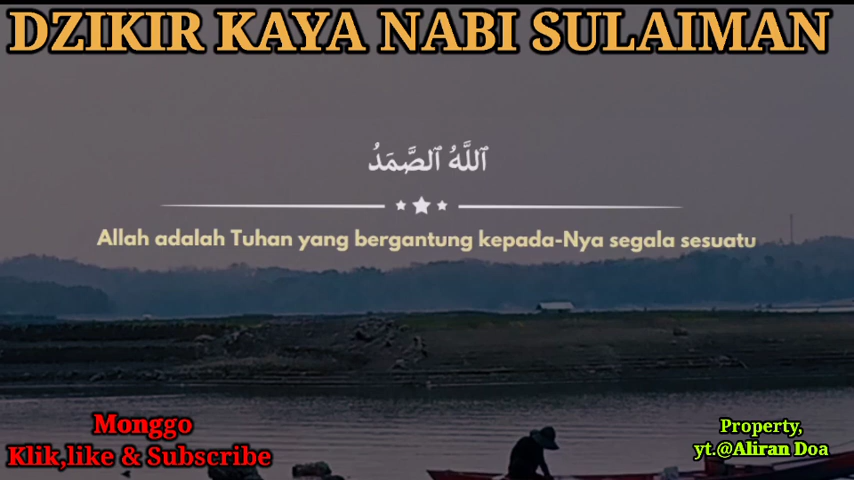 DZIKIR KAYA NABI SULAIMAN
ٱللَّهُ ٱلصَّمَدُ
Allah adalah Tuhan yang bergantung kepada-Nya segala sesuatu
Monggo
Klik,like & Subscribe
Property,
yt.@Aliran Doa